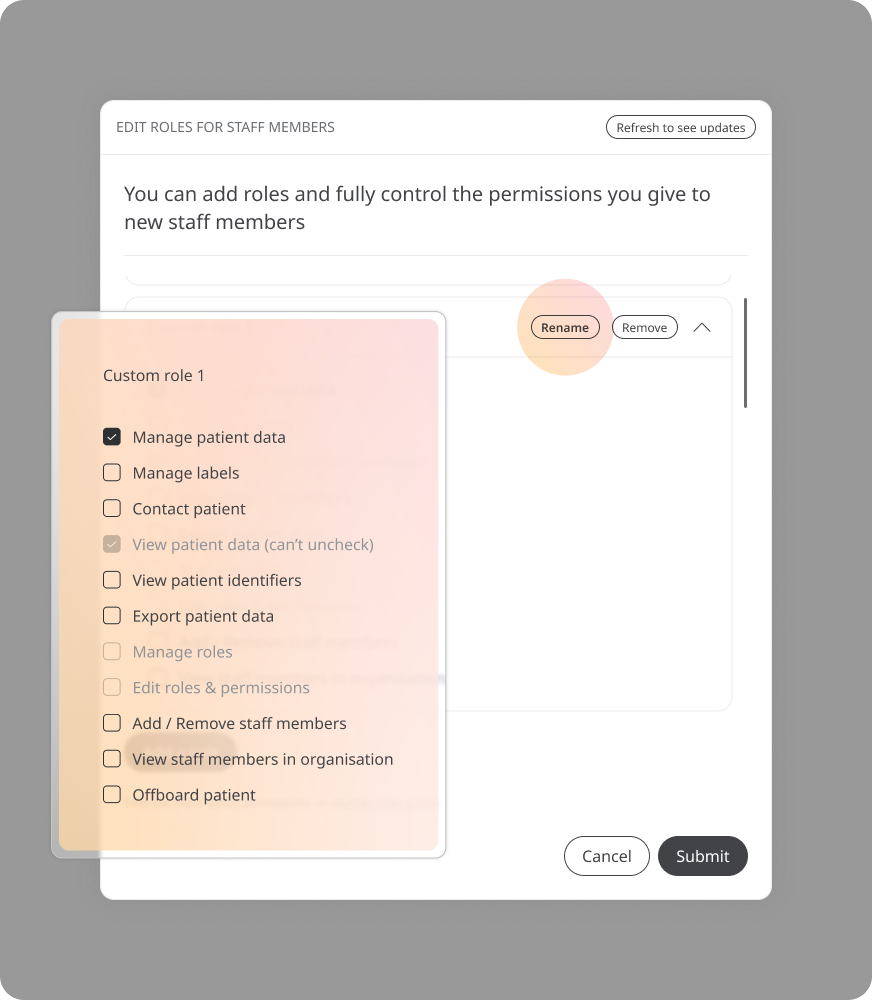 EDIT ROLES FOR STAFF MEMBERS
Refresh to see updates
You can add roles and fully control the permissions you give to
new staff members
Rename
Remove
Custom role 1
Manage patient data
Manage labels
Contact patient
View patient data (can’t uncheck)
View patient identifiers
Export patient data
Manage roles
Edit roles & permissions
Add / Remove staff members
View staff members in organisation
Offboard patient
Cancel
Submit